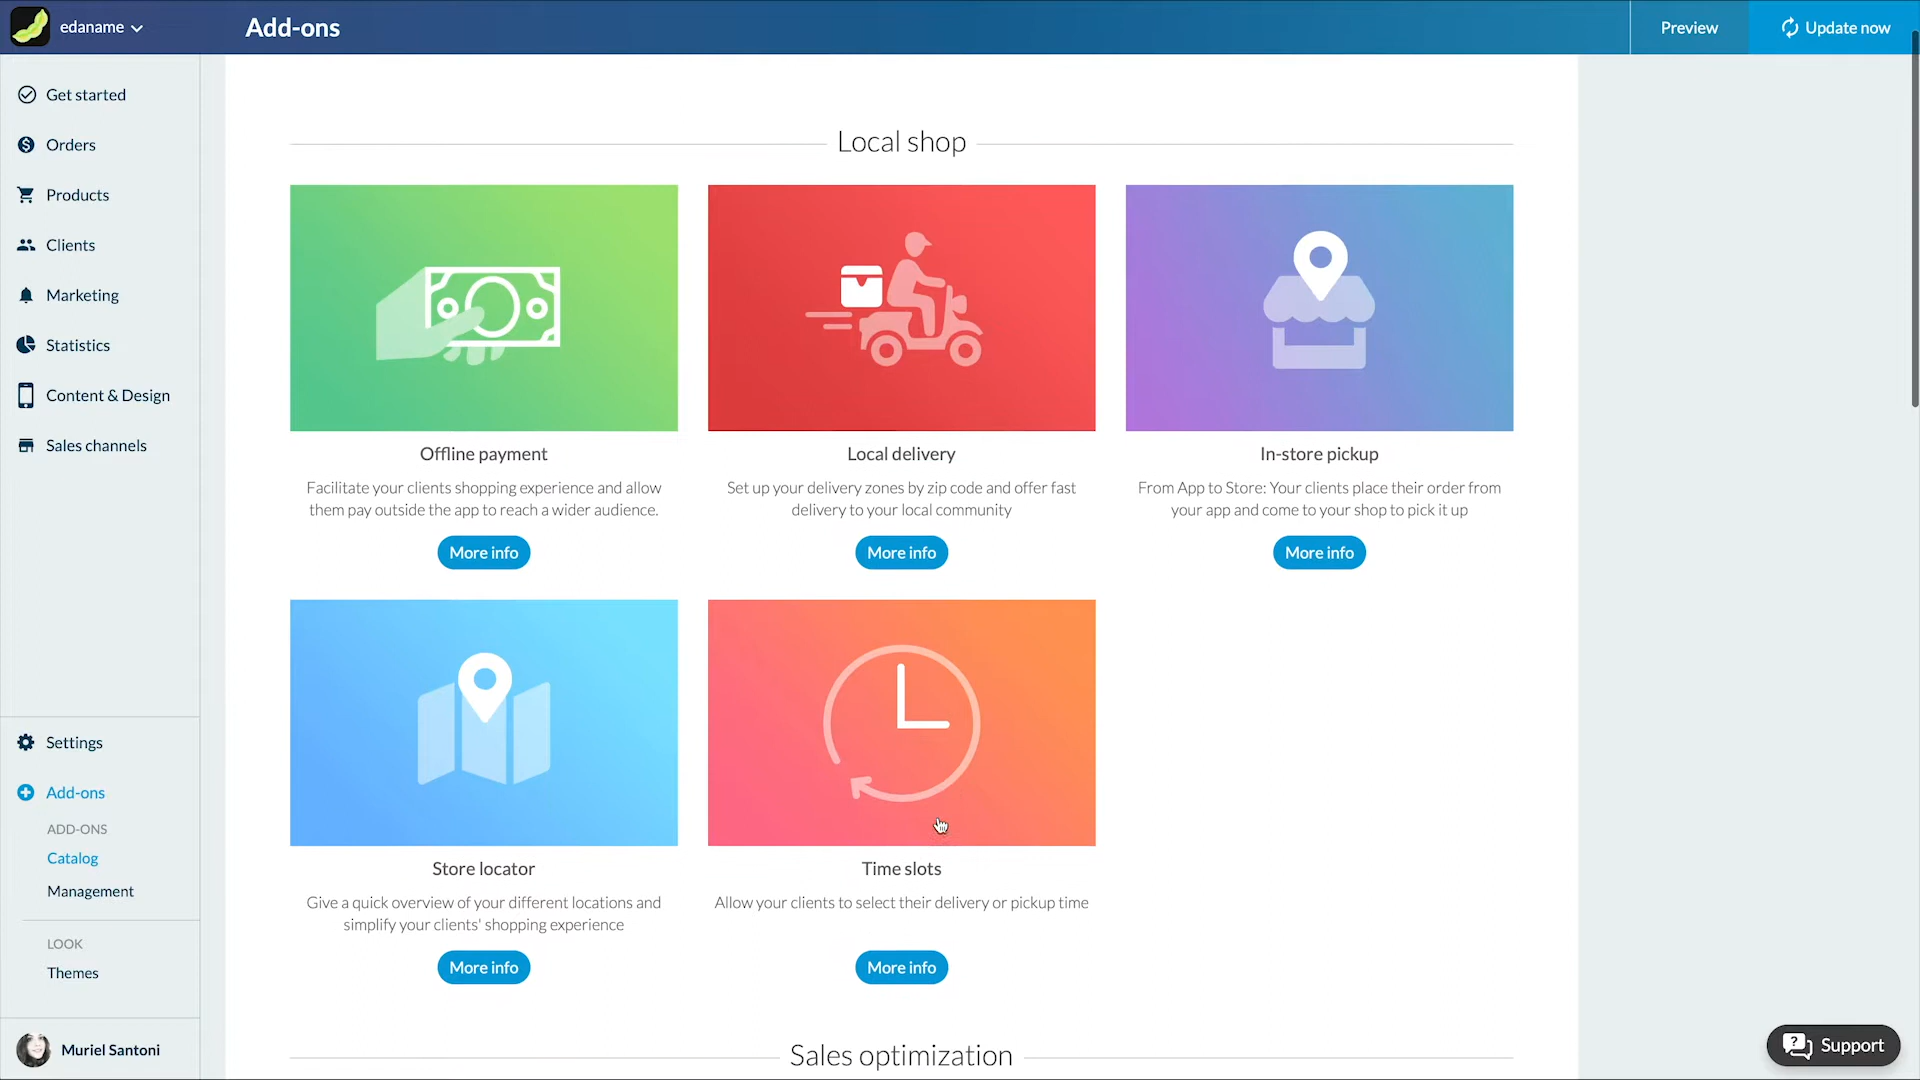 edaname
Add-ons
Preview
Update now
Get started
Orders
Products
Clients
Marketing
Statistics
Content & Design
Sales channels
Settings
Add-ons
ADD-ONS
Catalog
Management
LOOK
Themes
Muriel Santoni
Local shop
Offline payment
Facilitate your clients shopping experience and allow
them pay outside the app to reach a wider audience.
More info
Local delivery
Set up your delivery zones by zip code and offer fast
delivery to your local community
More info
In-store pickup
From App to Store: Your clients place their order from
your app and come to your shop to pick it up
More info
Store locator
Give a quick overview of your different locations and
simplify your clients' shopping experience
More info
Time slots
Allow your clients to select their delivery or pickup time
More info
Sales optimization
Support